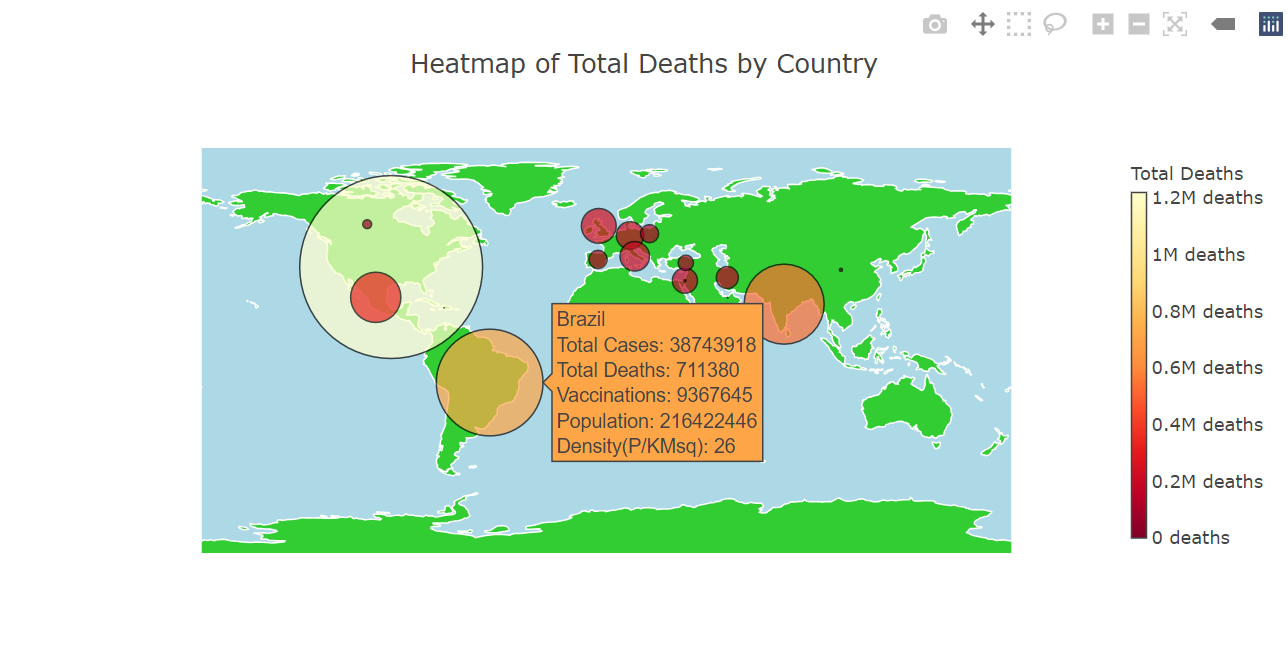 Heatmap of Total Deaths by Country
Total Deaths
1.2M deaths
1M deaths
0.8M deaths
0.6M deaths
0.4M deaths
0.2M deaths
0 deaths
Brazil
Total Cases: 38743918
Total Deaths: 711380
Vaccinations: 9367645
Population: 216422446
Density(P/KMsq): 26